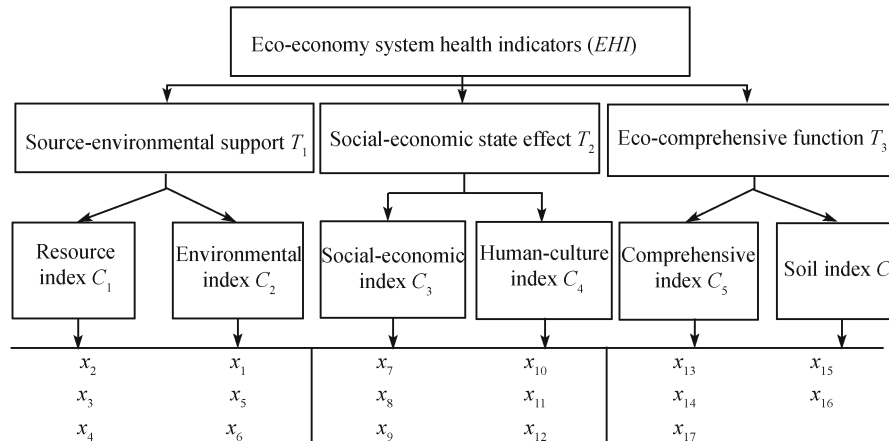 Eco-economy system health indicators (EHI)
Source-environmental support T₁
Social-economic state effect T₂
Eco-comprehensive function T₃
Resource
index C₁
Environmental
index C₂
Social-economic
index C₃
Human-culture
index C₄
Comprehensive
index C₅
Soil index C
x₂ x₁ x₇ x₁₀ x₁₃ x₁₅
x₃ x₅ x₈ x₁₁ x₁₄ x₁₆
x₄ x₆ x₉ x₁₂ x₁₇